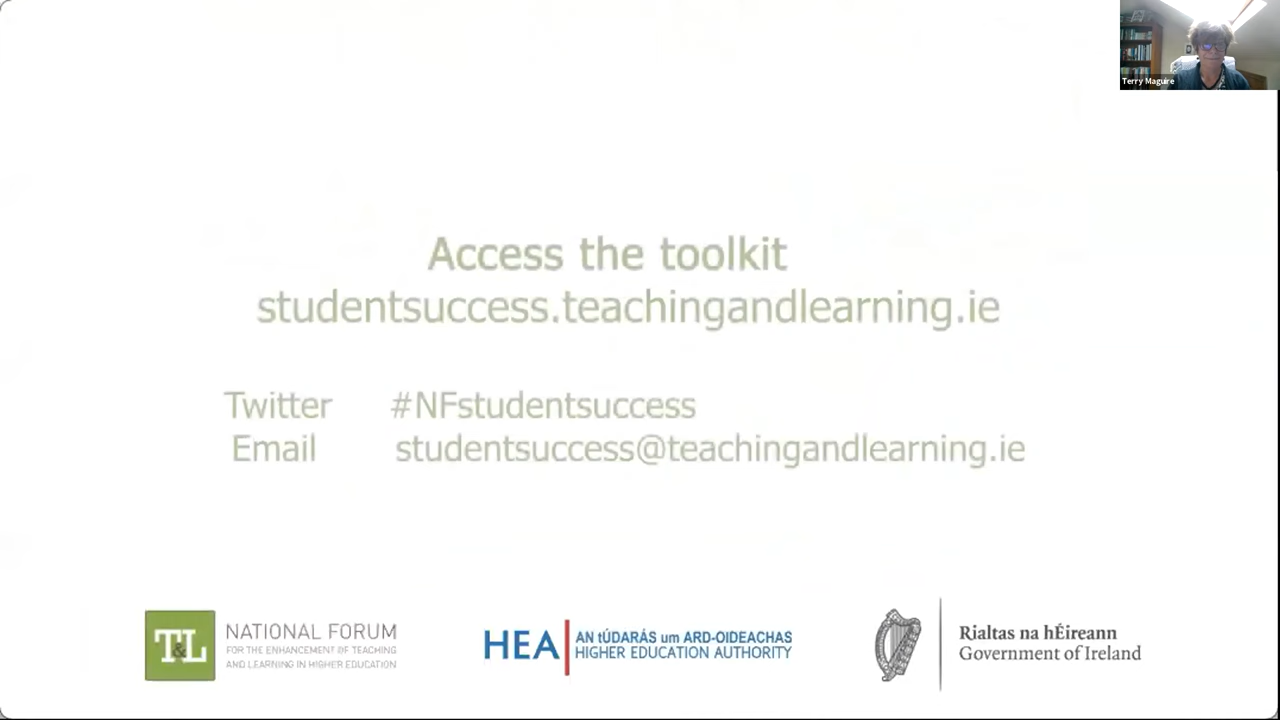 Terry Maguire
Access the toolkit
studentsuccess.teachingandlearning.ie
Twitter #NFstudentsuccess
Email studentsuccess@teachingandlearning.ie
T&L
NATIONAL FORUM
FOR THE ENHANCEMENT OF TEACHING
AND LEARNING IN HIGHER EDUCATION
HEA
AN tÚDARÁS um ARD-OIDEACHAS
HIGHER EDUCATION AUTHORITY
Rialtas na hÉireann
Government of Ireland